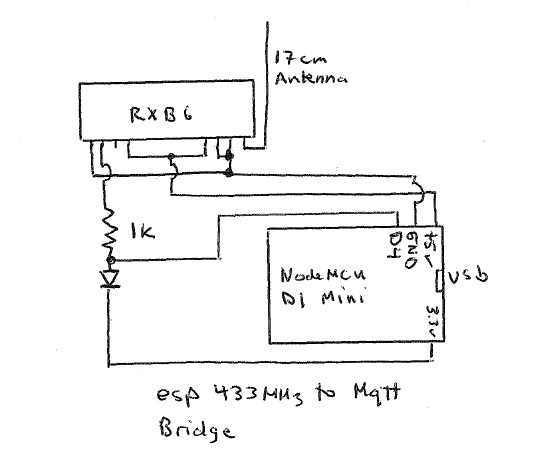 17cm
Antenna
RXB6
1K
D4
GND
+5v
NodeMCU
D1 Mini
USB
3.3v
esp 433MHz to Mqtt
Bridge